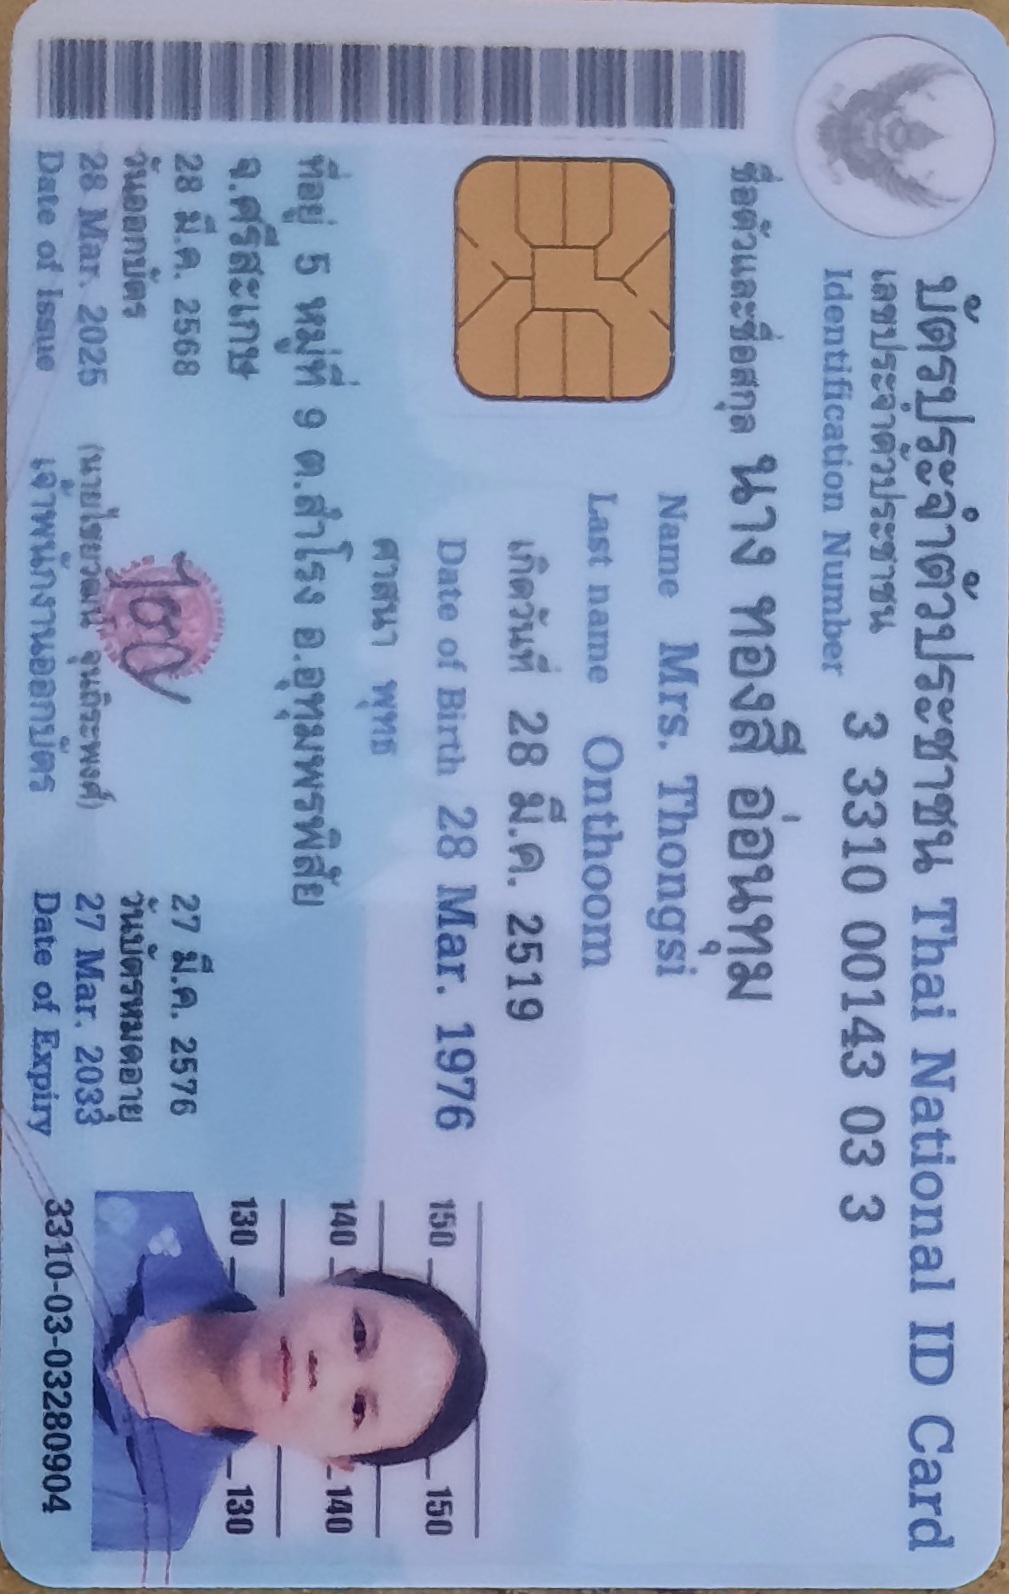 บัตรประจำตัวประชาชน Thai National ID Card
เลขประจำตัวประชาชน
Identification Number
3 3310 00143 03 3
ชื่อตัวและชื่อสกุล นาง ทองสี อ่อนทุม
Name Mrs. Thongsi
Last name Onthoom
เกิดวันที่ 28 มี.ค. 2519
Date of Birth 28 Mar. 1976
ศาสนา พุทธ
ที่อยู่ 5 หมู่ที่ 9 ต.สำโรง อ.อุทุมพรพิสัย
จ.ศรีสะเกษ
28 มี.ค. 2568
วันออกบัตร
28 Mar. 2025
Date of Issue
เจ้าพนักงานออกบัตร
27 มี.ค. 2576
วันบัตรหมดอายุ
27 Mar. 2033
Date of Expiry
150 150
140 140
130 130
3310-03-03280904